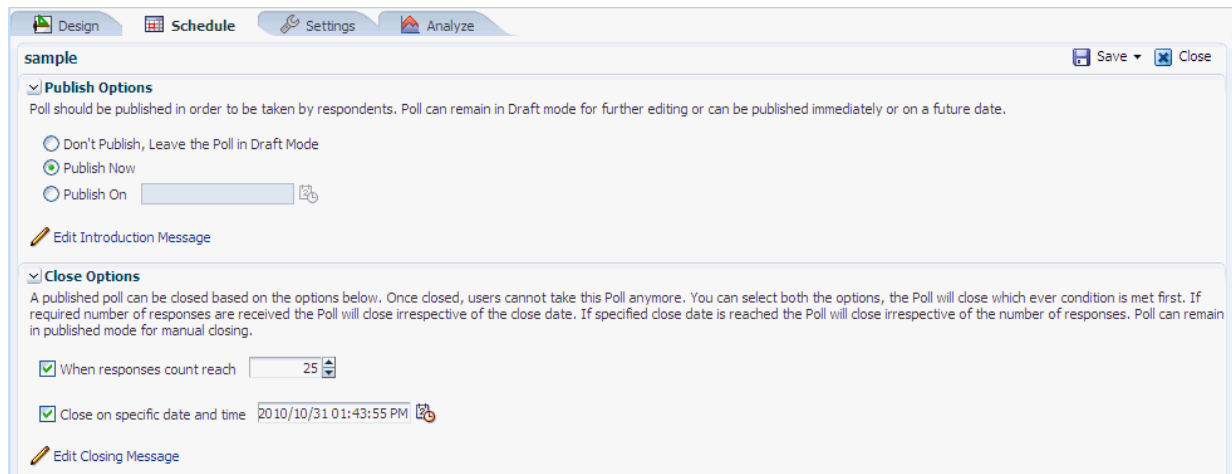 Design Schedule Settings Analyze
sample Save Close
Publish Options
Poll should be published in order to be taken by respondents. Poll can remain in Draft mode for further editing or can be published immediately or on a future date.
Don't Publish, Leave the Poll in Draft Mode
Publish Now
Publish On
Edit Introduction Message
Close Options
A published poll can be closed based on the options below. Once closed, users cannot take this Poll anymore. You can select both the options, the Poll will close which ever condition is met first. If
required number of responses are received the Poll will close irrespective of the close date. If specified close date is reached the Poll will close irrespective of the number of responses. Poll can remain
in published mode for manual closing.
When responses count reach 25
Close on specific date and time 2010/10/31 01:43:55 PM
Edit Closing Message